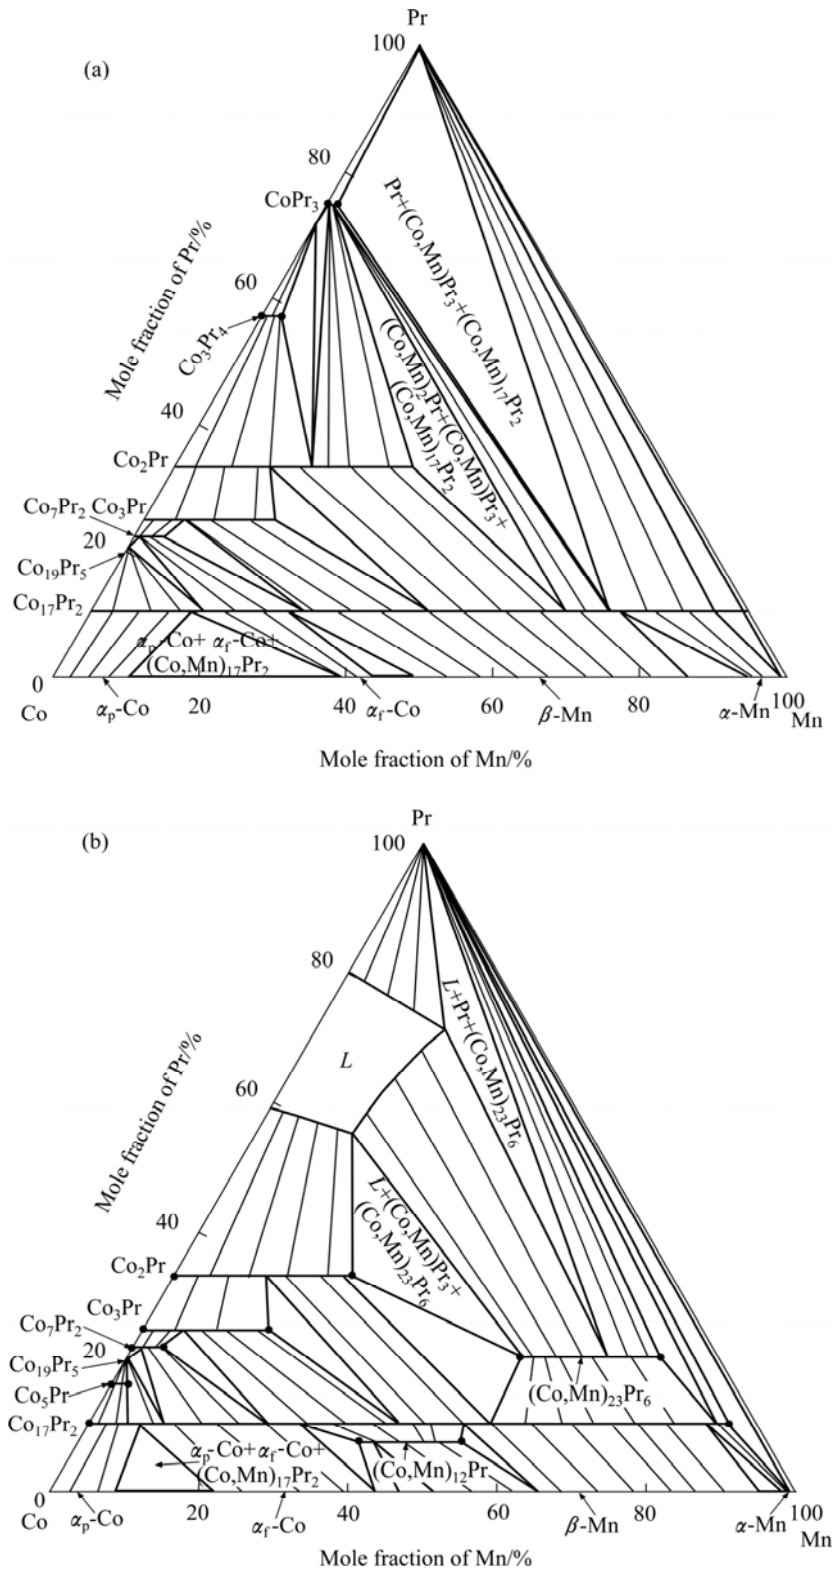 Pr
100
(a)
80
CoPr₃
Pr+(Co,Mn)Pr₃+(Co,Mn)₁₇Pr₂
Mole fraction of Pr/%
60
Co₃Pr₄
(Co,Mn)₂Pr+(Co,Mn)Pr₃+
(Co,Mn)₁₇Pr₂
40
Co₂Pr
Co₇Pr₂ Co₃Pr
20
Co₁₉Pr₅
Co₁₇Pr₂
αₚ-Co+ α_f-Co+
(Co,Mn)₁₇Pr₂
0
Co
αₚ-Co
20
40
α_f-Co
60
β-Mn
80
α-Mn
100
Mn
Mole fraction of Mn/%
Pr
100
(b)
80
L+Pr+(Co,Mn)₂₃Pr₆
L
Mole fraction of Pr/%
60
L+(Co,Mn)Pr₃+
(Co,Mn)₂₃Pr₆
40
Co₂Pr
Co₃Pr
Co₇Pr₂
20
Co₁₉Pr₅
Co₅Pr
(Co,Mn)₂₃Pr₆
Co₁₇Pr₂
αₚ-Co+α_f-Co+
(Co,Mn)₁₇Pr₂
(Co,Mn)₁₂Pr
0
Co
αₚ-Co
20
α_f-Co
40
60
β-Mn
80
α-Mn
100
Mn
Mole fraction of Mn/%